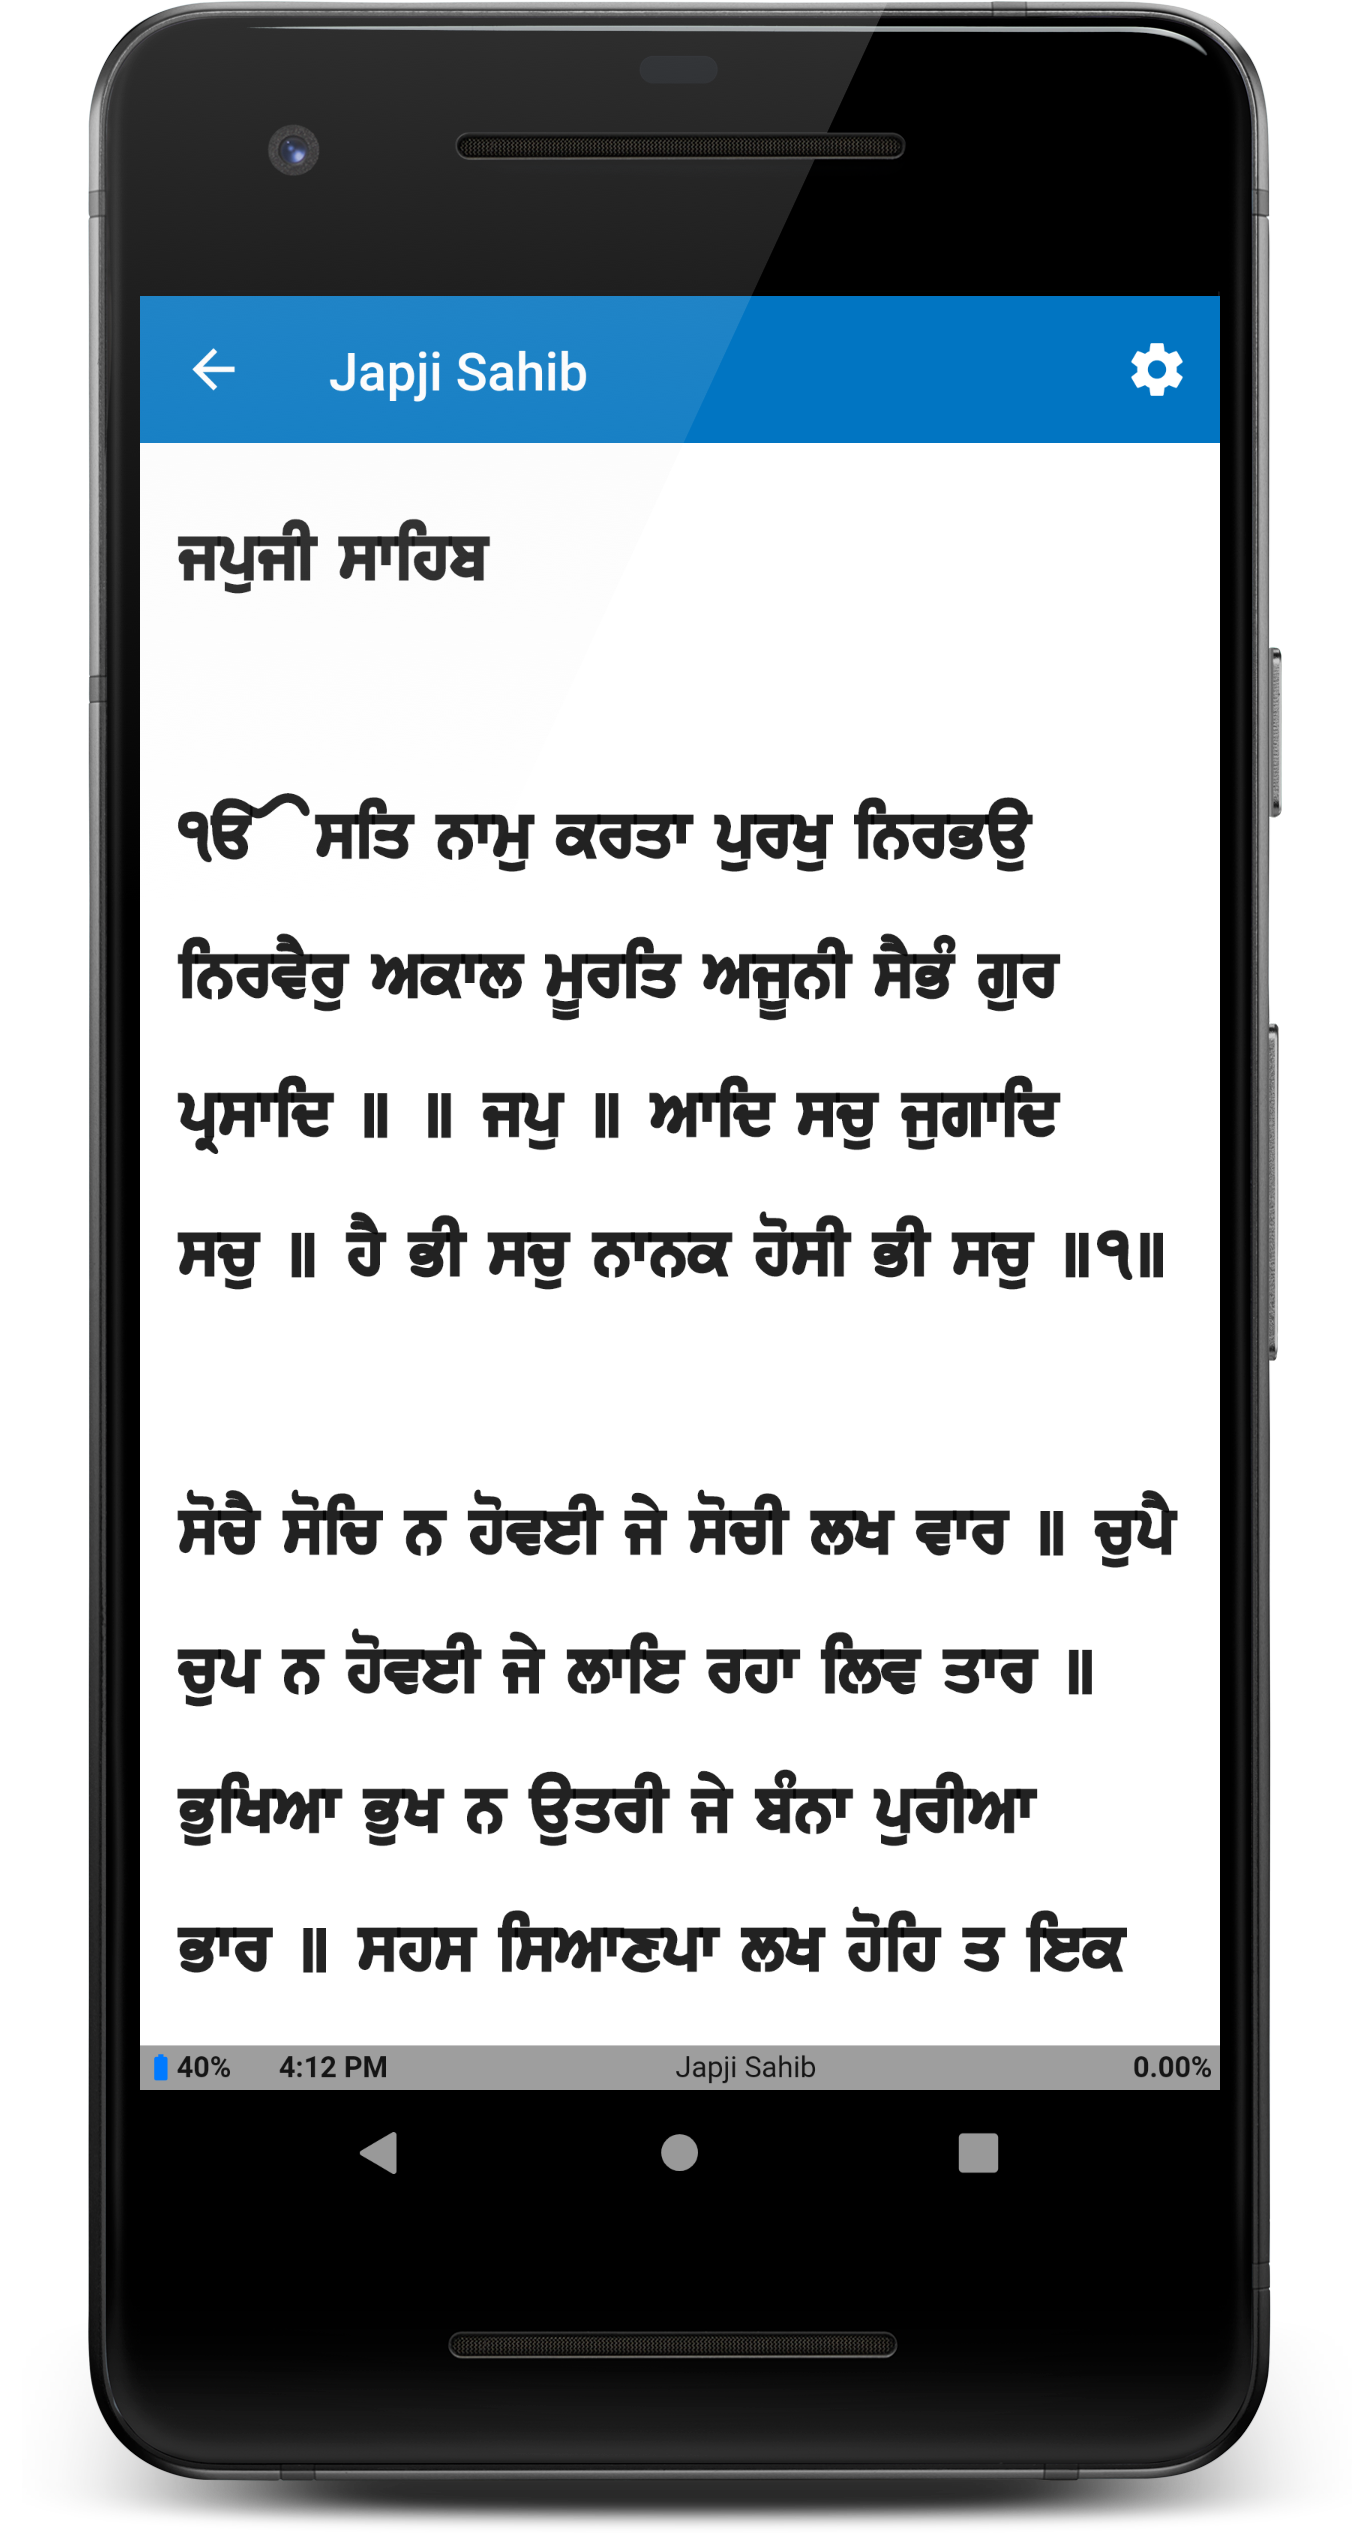 Japji Sahib
ਜਪੁਜੀ ਸਾਹਿਬ
ੴ ਸਤਿ ਨਾਮੁ ਕਰਤਾ ਪੁਰਖੁ ਨਿਰਭਉ
ਨਿਰਵੈਰੁ ਅਕਾਲ ਮੂਰਤਿ ਅਜੂਨੀ ਸੈਭੰ ਗੁਰ
ਪ੍ਰਸਾਦਿ ॥ ॥ ਜਪੁ ॥ ਆਦਿ ਸਚੁ ਜੁਗਾਦਿ
ਸਚੁ ॥ ਹੈ ਭੀ ਸਚੁ ਨਾਨਕ ਹੋਸੀ ਭੀ ਸਚੁ ॥੧॥
ਸੋਚੈ ਸੋਚਿ ਨ ਹੋਵਈ ਜੇ ਸੋਚੀ ਲਖ ਵਾਰ ॥ ਚੁਪੈ
ਚੁਪ ਨ ਹੋਵਈ ਜੇ ਲਾਇ ਰਹਾ ਲਿਵ ਤਾਰ ॥
ਭੁਖਿਆ ਭੁਖ ਨ ਉਤਰੀ ਜੇ ਬੰਨਾ ਪੁਰੀਆ
ਭਾਰ ॥ ਸਹਸ ਸਿਆਣਪਾ ਲਖ ਹੋਹਿ ਤ ਇਕ
40% 4:12 PM Japji Sahib 0.00%